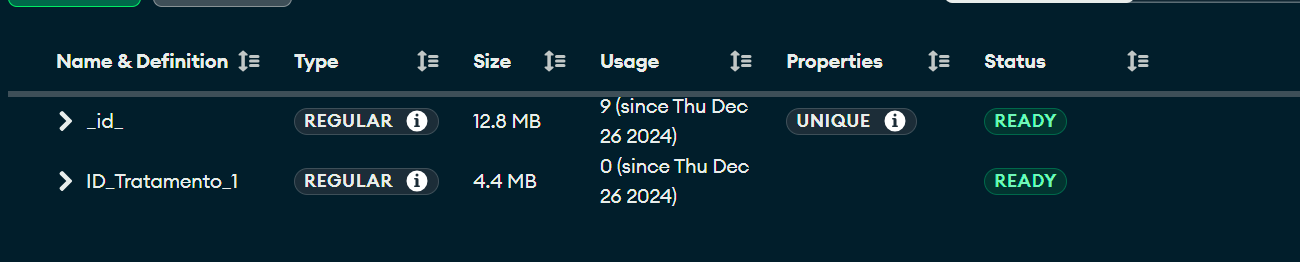 Name & Definition Type Size Usage Properties Status
_id_ REGULAR 12.8 MB 9 (since Thu Dec 26 2024) UNIQUE READY
ID_Tratamento_1 REGULAR 4.4 MB 0 (since Thu Dec 26 2024) READY